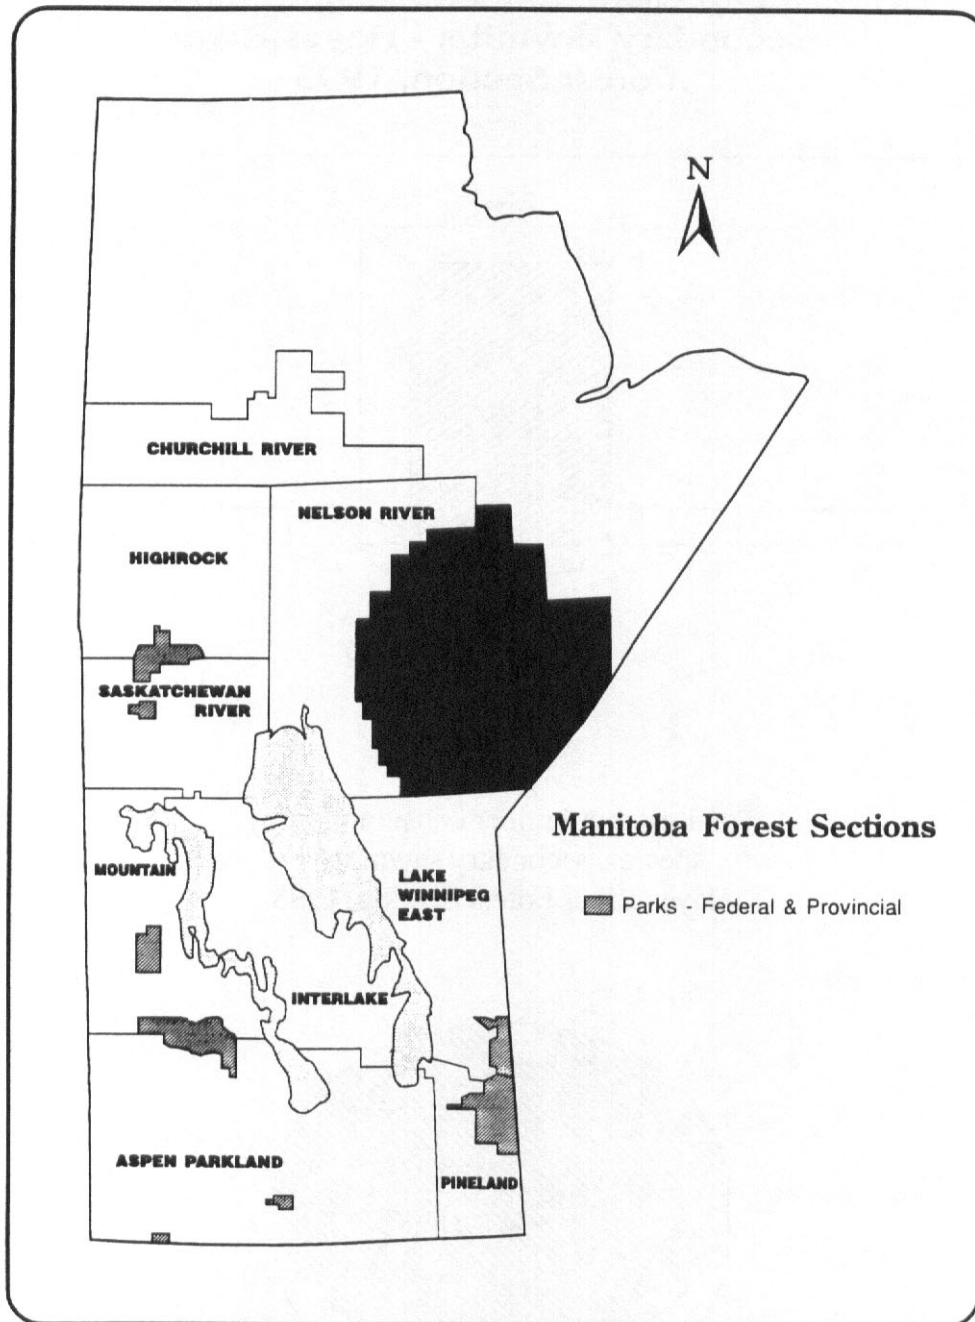 N
CHURCHILL RIVER
NELSON RIVER
HIGHROCK
SASKATCHEWAN
RIVER
Manitoba Forest Sections
MOUNTAIN
LAKE
WINNIPEG
EAST
Parks - Federal & Provincial
INTERLAKE
ASPEN PARKLAND
PINELAND